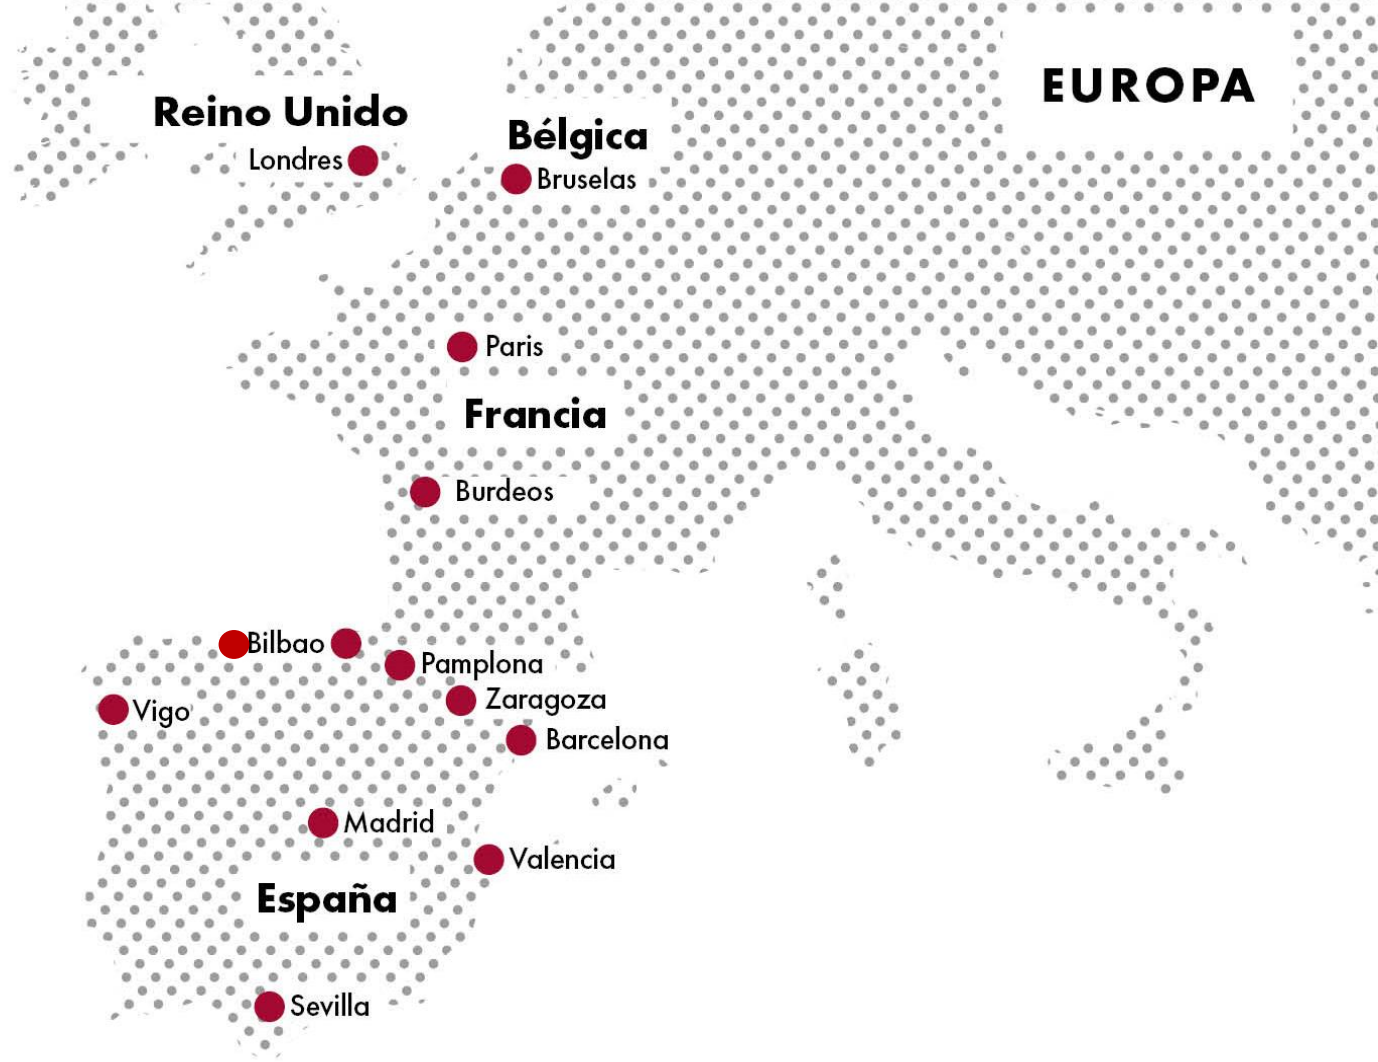 EUROPA
Reino Unido
Londres
Bélgica
Bruselas
Paris
Francia
Burdeos
Bilbao
Pamplona
Zaragoza
Vigo
Barcelona
Madrid
Valencia
España
Sevilla